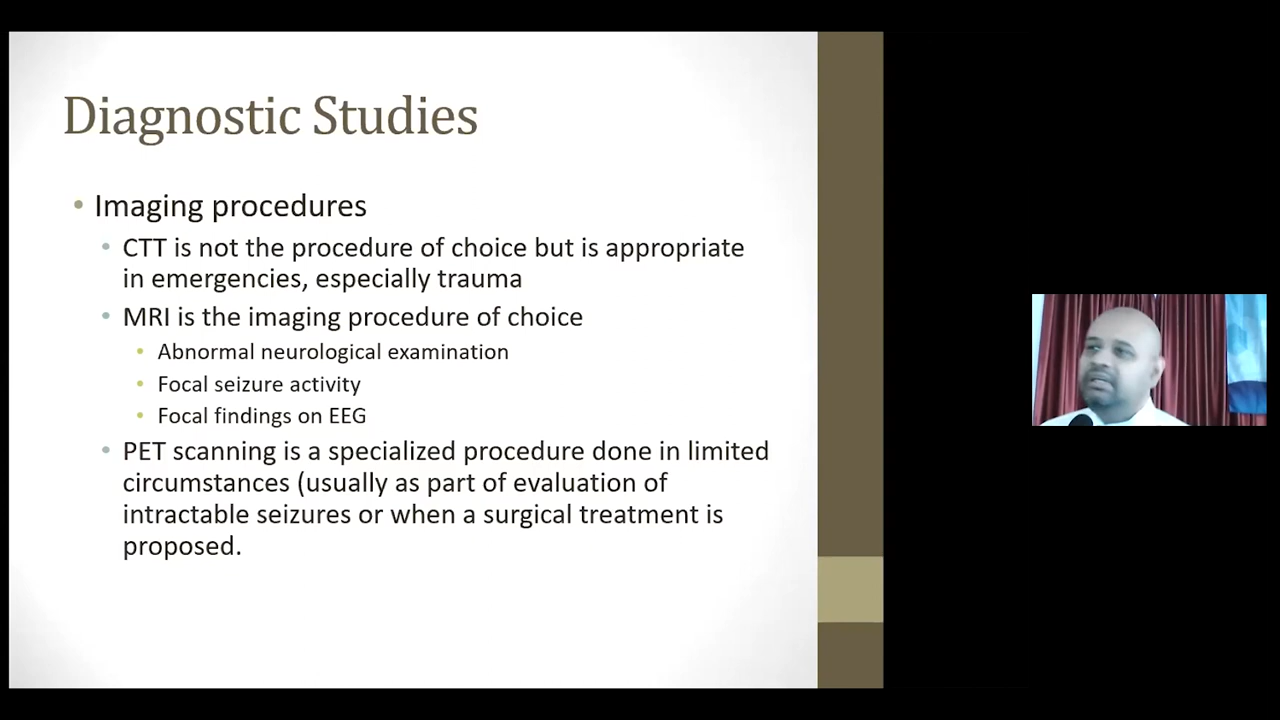 Diagnostic Studies
• Imaging procedures
• CTT is not the procedure of choice but is appropriate
in emergencies, especially trauma
• MRI is the imaging procedure of choice
• Abnormal neurological examination
• Focal seizure activity
• Focal findings on EEG
• PET scanning is a specialized procedure done in limited
circumstances (usually as part of evaluation of
intractable seizures or when a surgical treatment is
proposed.